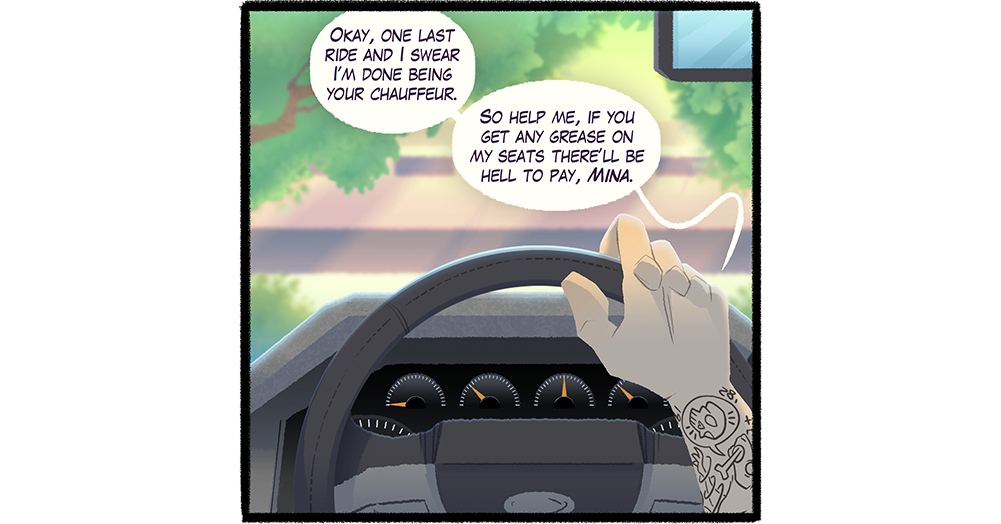 OKAY, ONE LAST
RIDE AND I SWEAR
I'M DONE BEING
YOUR CHAUFFEUR.
SO HELP ME, IF YOU
GET ANY GREASE ON
MY SEATS THERE'LL BE
HELL TO PAY, MINA.